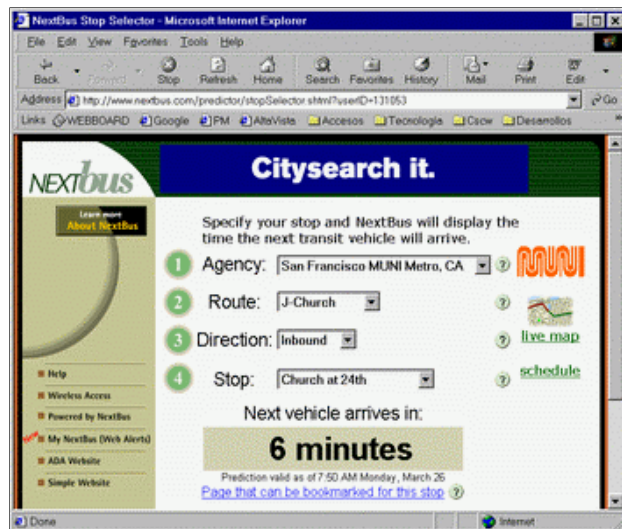 NextBus Stop Selector - Microsoft Internet Explorer
File Edit View Favorites Tools Help
Back Forward Stop Refresh Home Search Favorites History Mail Print Edit
Address http://www.nextbus.com/predictor/stopSelector.shtml?userID=131053 Go
Links WEBBOARD Google PM AltaVista Accesos Tecnologia Cscw Desarrollos »
NEXTbus
Citysearch it.
Learn more
About NextBus
Specify your stop and NextBus will display the
time the next transit vehicle will arrive.
1 Agency: San Francisco MUNI Metro, CA ? MUNI
2 Route: J-Church ?
3 Direction: Inbound ? live map
4 Stop: Church at 24th ? schedule
Help
Wireless Access
Powered by NextBus
My NextBus (Web Alerts)
ADA Website
Simple Website
Next vehicle arrives in:
6 minutes
Prediction valid as of 7:50 AM Monday, March 26
Page that can be bookmarked for this stop ?
Done Internet